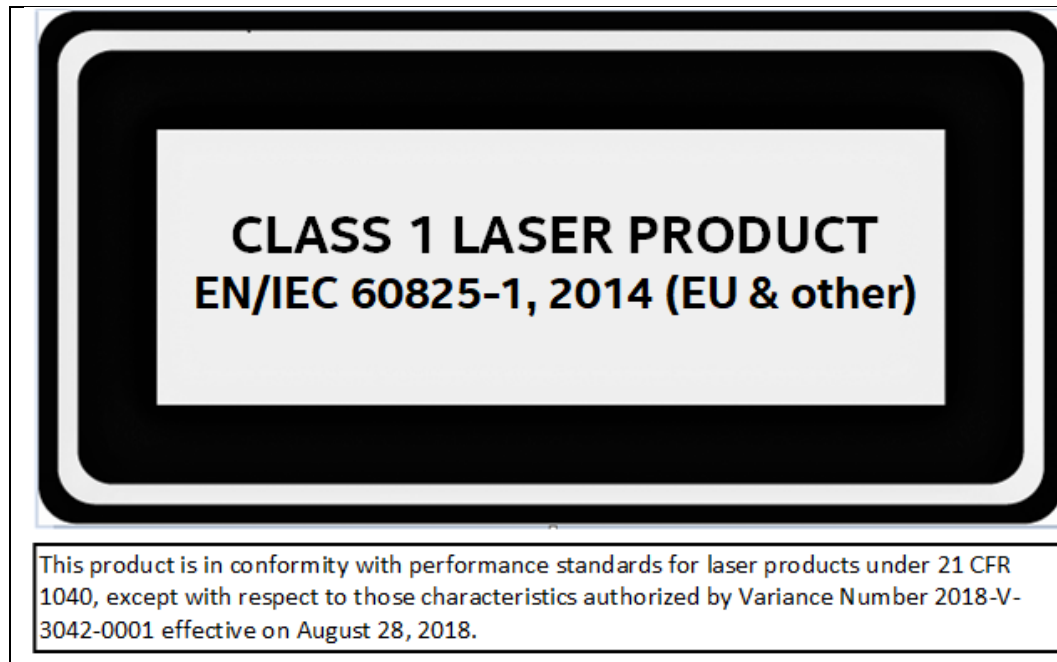 CLASS 1 LASER PRODUCT
EN/IEC 60825-1, 2014 (EU & other)
This product is in conformity with performance standards for laser products under 21 CFR
1040, except with respect to those characteristics authorized by Variance Number 2018-V-
3042-0001 effective on August 28, 2018.